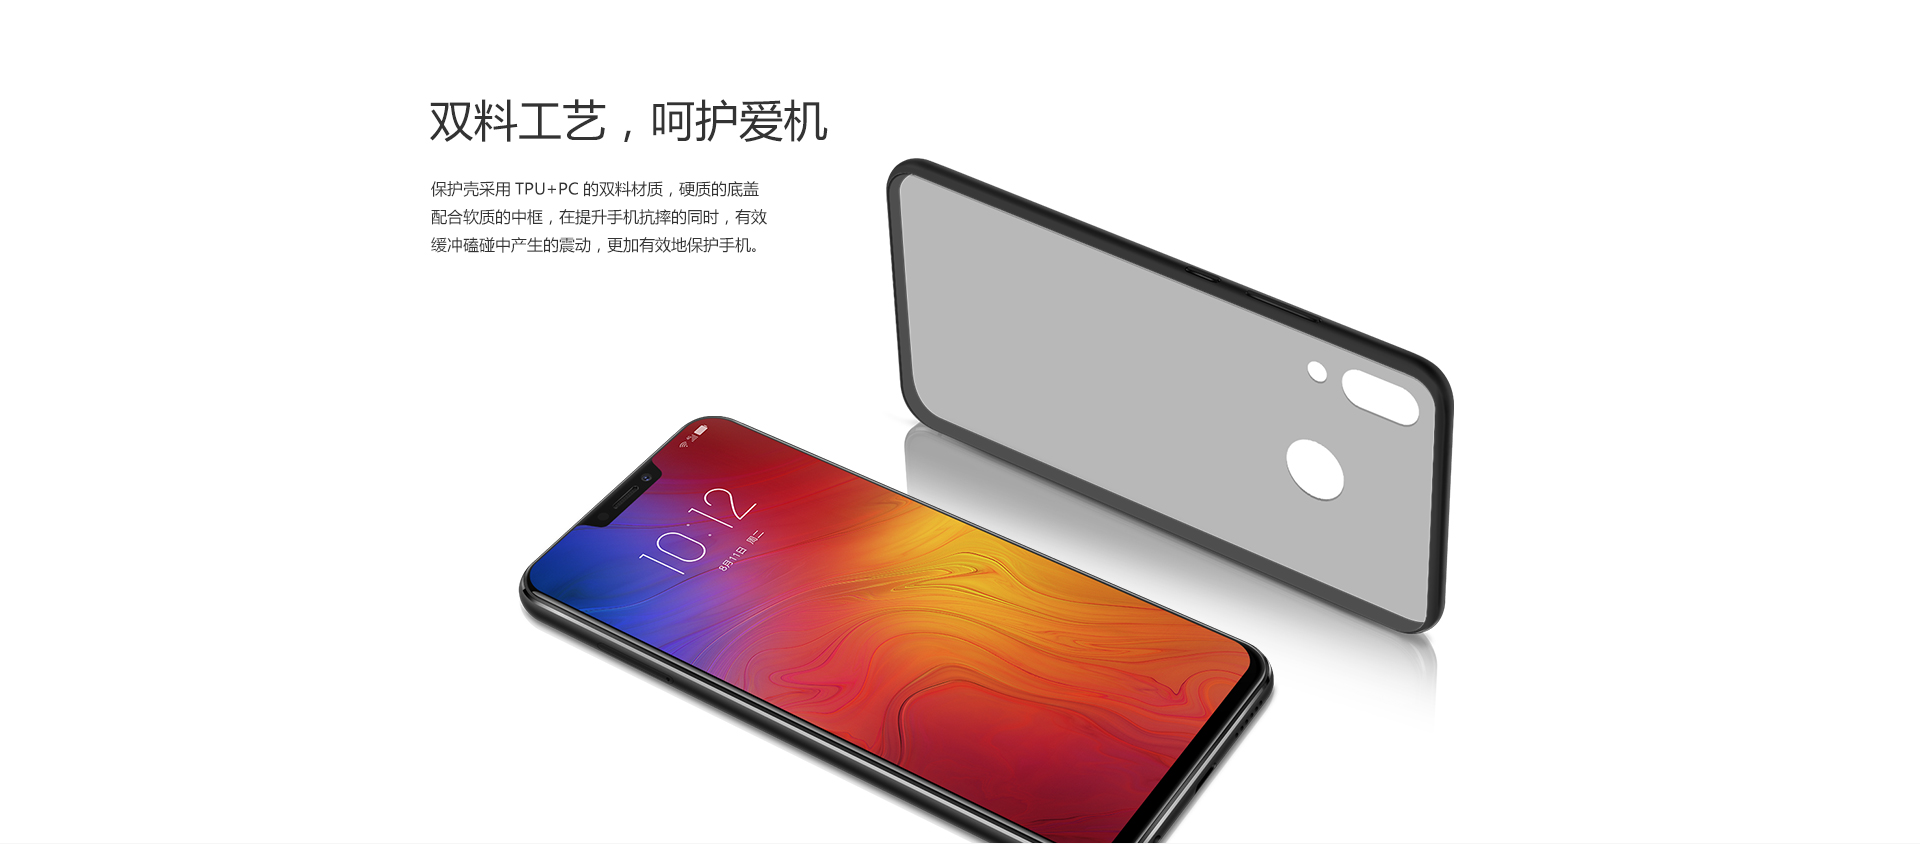 双料工艺，呵护爱机
保护壳采用 TPU+PC 的双料材质，硬质的底盖
配合软质的中框，在提升手机抗摔的同时，有效
缓冲磕碰中产生的震动，更加有效地保护手机。
10:12
8月11日 周二